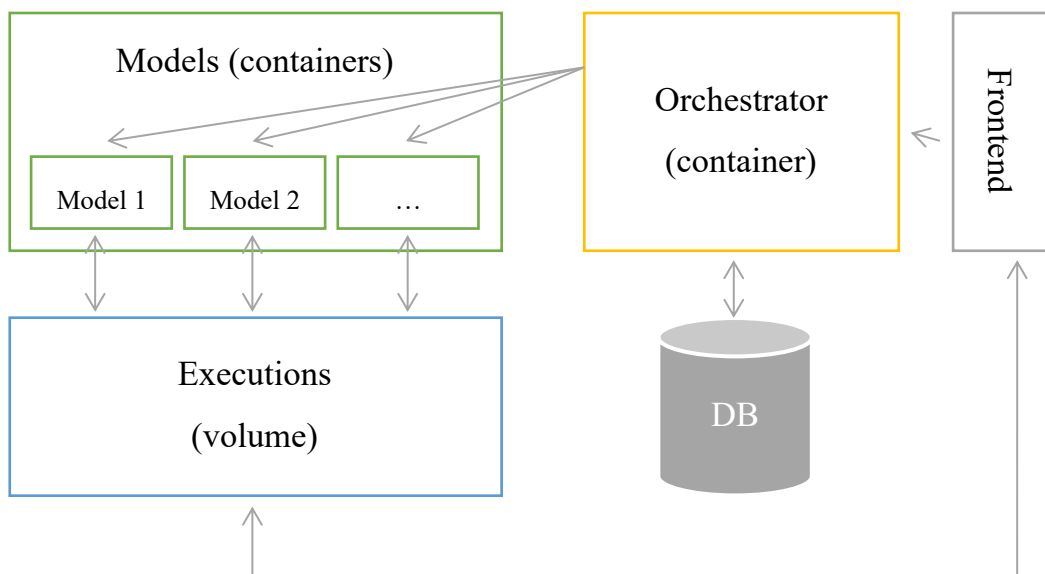 Models (containers)
Model 1
Model 2
…
Orchestrator
(container)
Frontend
Executions
(volume)
DB